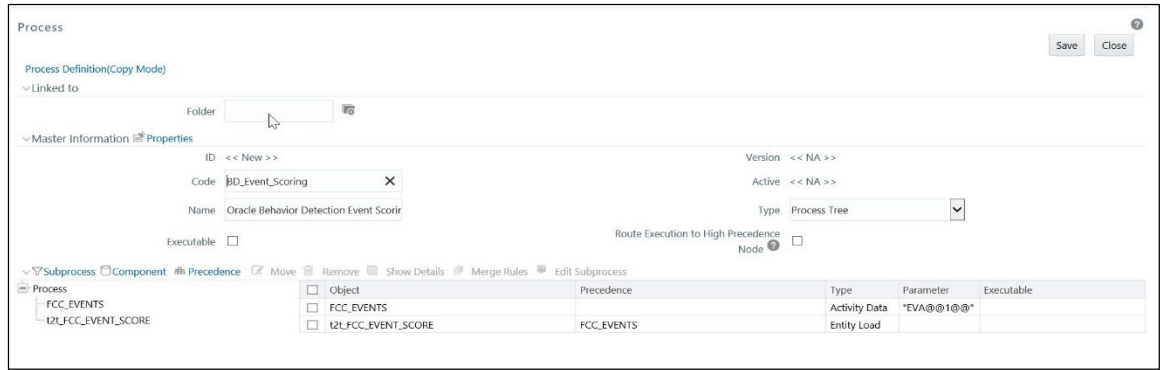 Process
Save Close
Process Definition(Copy Mode)
Linked to
Folder
Master Information Properties
ID << New >> Version << NA >>
Code BD_Event_Scoring Active << NA >>
Name Oracle Behavior Detection Event Scorin Type Process Tree
Executable Route Execution to High Precedence
Node
Subprocess Component Precedence Move Remove Show Details Merge Rules Edit Subprocess
Process Object Precedence Type Parameter Executable
FCC_EVENTS FCC_EVENTS Activity Data "EVA@@1@@"
t2t_FCC_EVENT_SCORE t2t_FCC_EVENT_SCORE FCC_EVENTS Entity Load